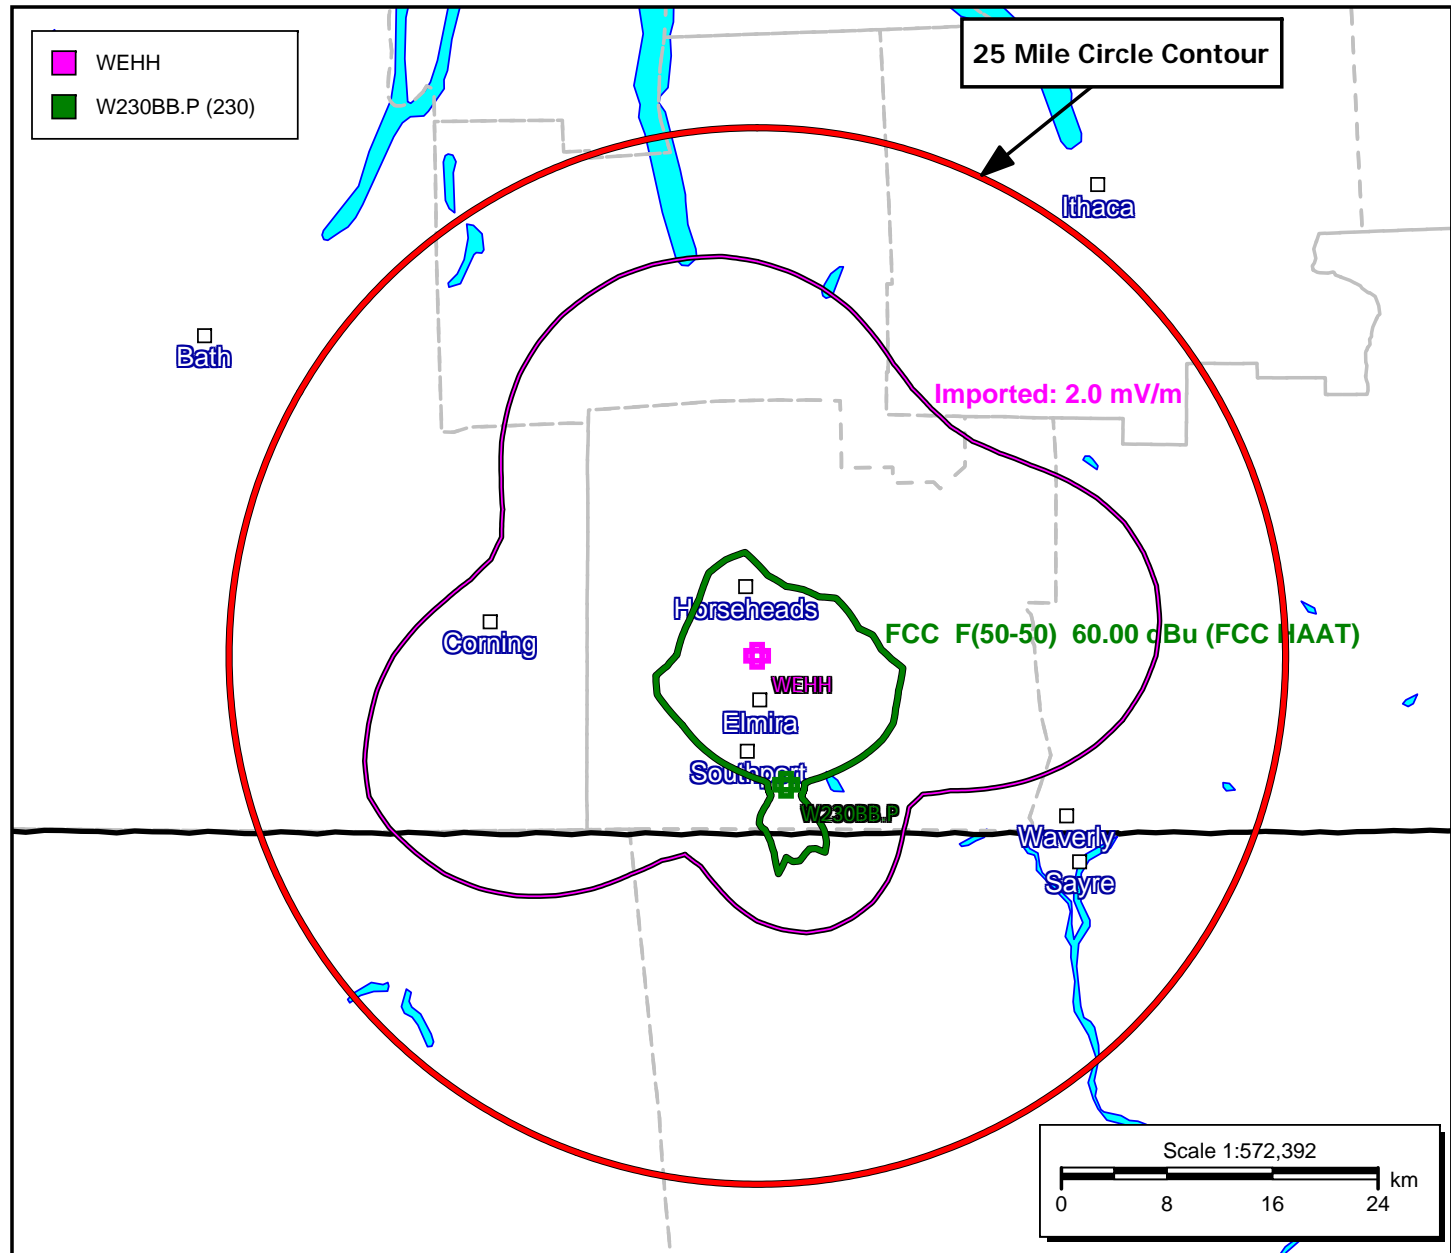 WEHH
W230BB.P (230)
25 Mile Circle Contour
Ithaca
Bath
Imported: 2.0 mV/m
Horseheads
Corning
FCC F(50-50) 60.00 dBu (FCC HAAT)
WEHH
Elmira
Southport
W230BB.P
Waverly
Sayre
Scale 1:572,392
km
0 8 16 24